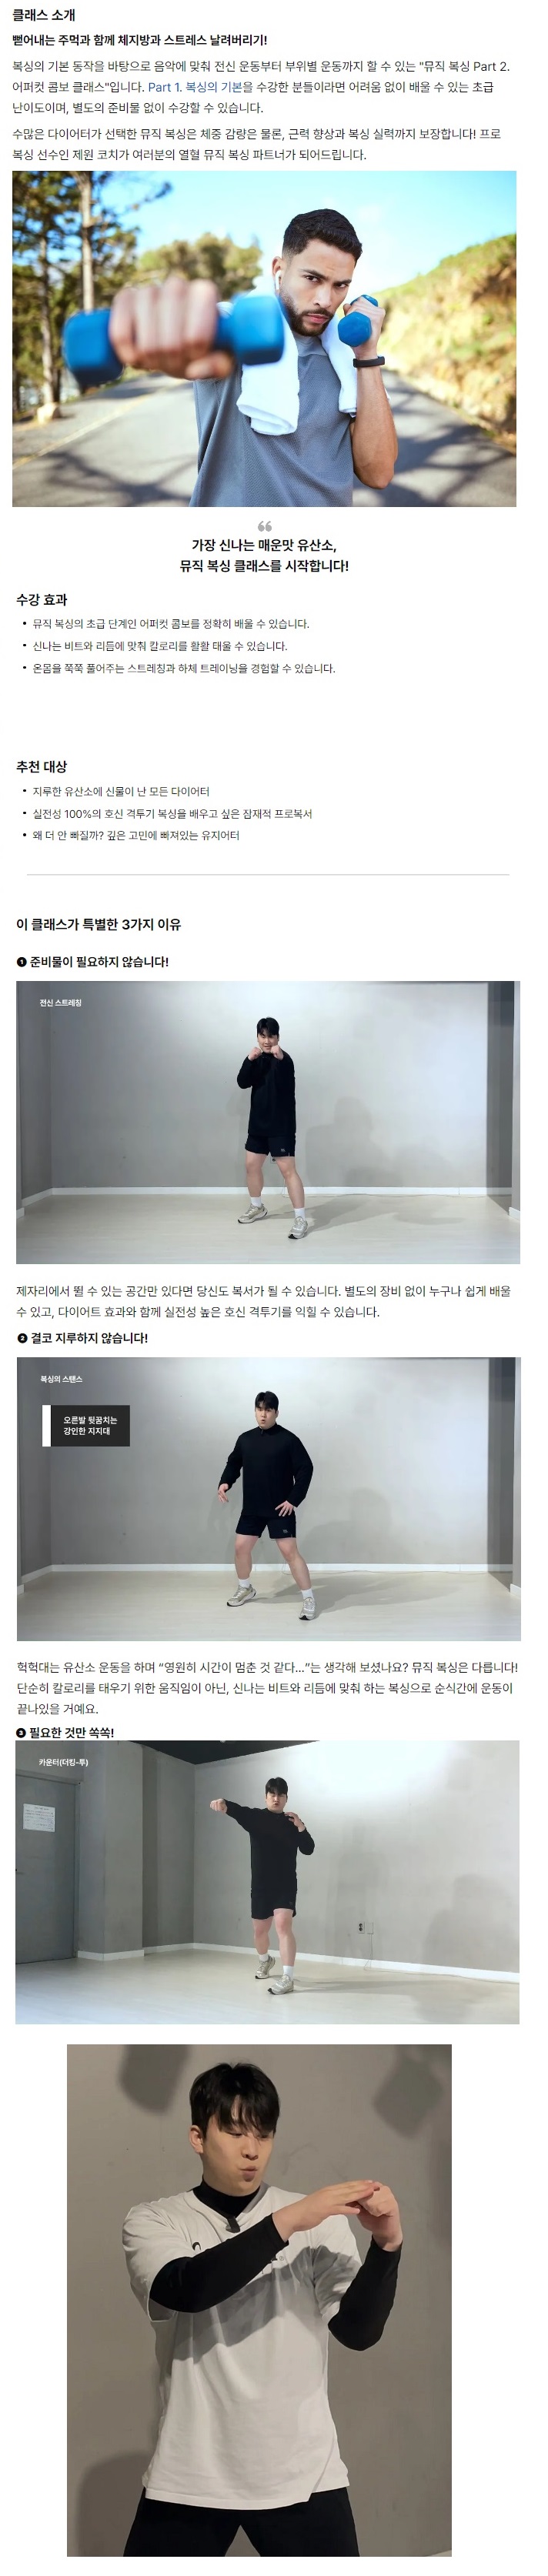 클래스 소개
뻗어내는 주먹과 함께 체지방과 스트레스 날려버리기!
복싱의 기본 동작을 바탕으로 음악에 맞춰 전신 운동부터 부위별 운동까지 할 수 있는 "뮤직 복싱 Part 2.
어퍼컷 콤보 클래스"입니다. Part 1. 복싱의 기본을 수강한 분들이라면 어려움 없이 배울 수 있는 초급
난이도이며, 별도의 준비물 없이 수강할 수 있습니다.
수많은 다이어터가 선택한 뮤직 복싱은 체중 감량은 물론, 근력 향상과 복싱 실력까지 보장합니다! 프로
복싱 선수인 제원 코치가 여러분의 열혈 뮤직 복싱 파트너가 되어드립니다.
❝
가장 신나는 매운맛 유산소,
뮤직 복싱 클래스를 시작합니다!
수강 효과
• 뮤직 복싱의 초급 단계인 어퍼컷 콤보를 정확히 배울 수 있습니다.
• 신나는 비트와 리듬에 맞춰 칼로리를 활활 태울 수 있습니다.
• 온몸을 쭉쭉 풀어주는 스트레칭과 하체 트레이닝을 경험할 수 있습니다.
추천 대상
• 지루한 유산소에 신물이 난 모든 다이어터
• 실전성 100%의 호신 격투기 복싱을 배우고 싶은 잠재적 프로복서
• 왜 더 안 빠질까? 깊은 고민에 빠져있는 유지어터
이 클래스가 특별한 3가지 이유
❶ 준비물이 필요하지 않습니다!
전신 스트레칭
제자리에서 뛸 수 있는 공간만 있다면 당신도 복서가 될 수 있습니다. 별도의 장비 없이 누구나 쉽게 배울
수 있고, 다이어트 효과와 함께 실전성 높은 호신 격투기를 익힐 수 있습니다.
❷ 결코 지루하지 않습니다!
복싱의 스탠스
오른발 뒷꿈치는
강인한 지지대
헉헉대는 유산소 운동을 하며 “영원히 시간이 멈춘 것 같다...”는 생각해 보셨나요? 뮤직 복싱은 다릅니다!
단순히 칼로리를 태우기 위한 움직임이 아닌, 신나는 비트와 리듬에 맞춰 하는 복싱으로 순식간에 운동이
끝나있을 거예요.
❸ 필요한 것만 쏙쏙!
카운터(더킹-투)